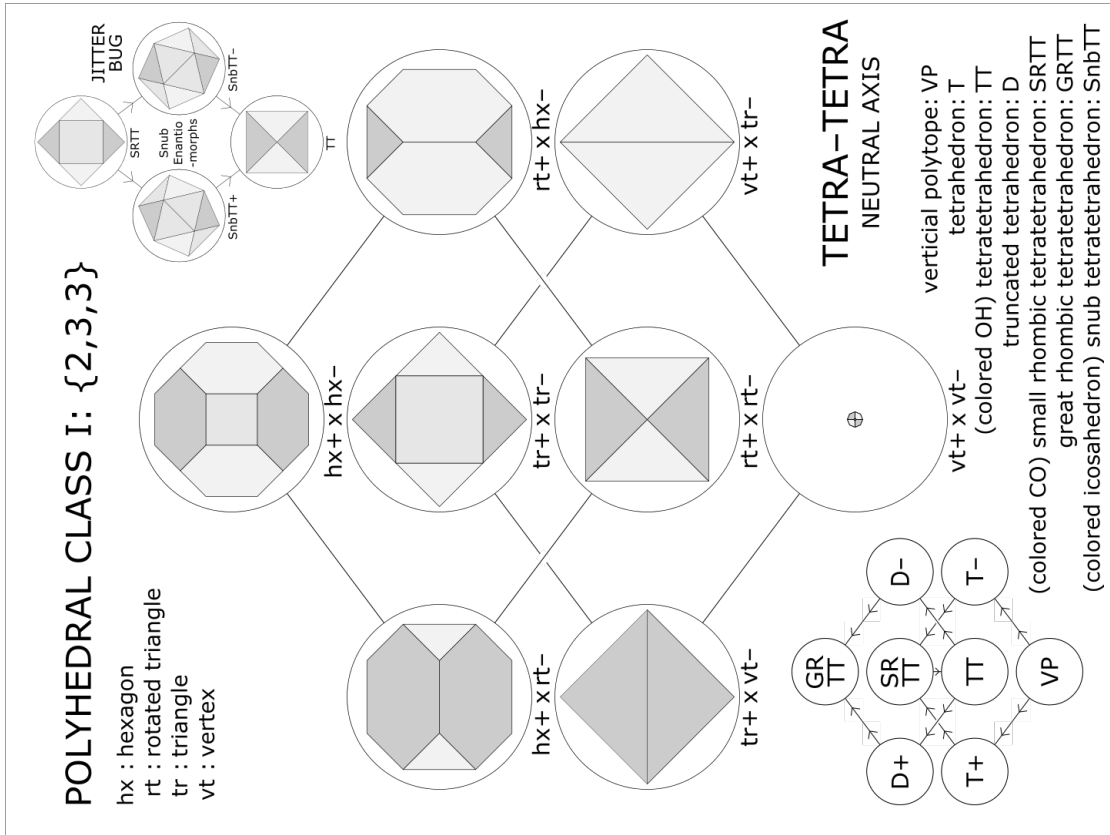 POLYHEDRAL CLASS I: {2,3,3}
hx : hexagon
rt : rotated triangle
tr : triangle
vt : vertex
JITTER
BUG
SRTT
SnbTT+
Snub
Enantio
-morphs
SnbTT−
TT
hx+ x hx−
hx+ x rt−
tr+ x tr−
rt+ x hx−
tr+ x vt−
rt+ x rt−
vt+ x tr−
vt+ x vt−
GR
TT
D+
SR
TT
D−
T+
TT
T−
VP
TETRA−TETRA
NEUTRAL AXIS
verticial polytope: VP
tetrahedron: T
(colored OH) tetratetrahedron: TT
truncated tetrahedron: D
(colored CO) small rhombic tetratetrahedron: SRTT
great rhombic tetratetrahedron: GRTT
(colored icosahedron) snub tetratetrahedron: SnbTT